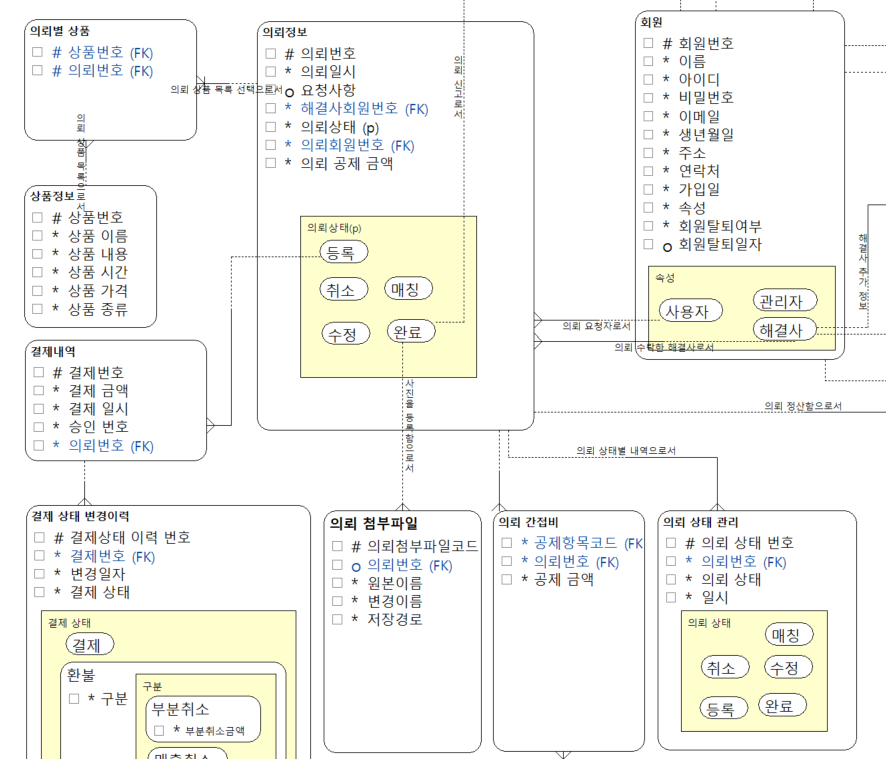 의뢰별 상품
# 상품번호 (FK)
# 의뢰번호 (FK)
의뢰 상품 목록 선택으로서
의뢰 상품 목록으로서
상품정보
# 상품번호
* 상품 이름
* 상품 내용
* 상품 시간
* 상품 가격
* 상품 종류
결제내역
# 결제번호
* 결제 금액
* 결제 일시
* 승인 번호
* 의뢰번호 (FK)
의뢰정보
# 의뢰번호
* 의뢰일시
o 요청사항
* 해결사회원번호 (FK)
* 의뢰상태 (p)
* 의뢰회원번호 (FK)
* 의뢰 공제 금액
의뢰 신고로서
의뢰상태(p)
등록
취소
매칭
수정
완료
사진을 등록함으로서
회원
# 회원번호
* 이름
* 아이디
* 비밀번호
* 이메일
* 생년월일
* 주소
* 연락처
* 가입일
* 속성
* 회원탈퇴여부
o 회원탈퇴일자
속성
사용자
관리자
해결사
해결사 추가 정보
의뢰 요청자로서
의뢰 수락한 해결사로서
의뢰 정산함으로서
의뢰 상태별 내역으로서
결제 상태 변경이력
# 결제상태 이력 번호
* 결제번호 (FK)
* 변경일자
* 결제 상태
결제 상태
결제
환불
* 구분
구분
부분취소
* 부분취소금액
매출취소
의뢰 첨부파일
# 의뢰첨부파일코드
o 의뢰번호 (FK)
* 원본이름
* 변경이름
* 저장경로
의뢰 간접비
* 공제항목코드 (FK
* 의뢰번호 (FK)
* 공제 금액
의뢰 상태 관리
# 의뢰 상태 번호
* 의뢰번호 (FK)
* 의뢰 상태
* 일시
의뢰 상태
매칭
취소
수정
등록
완료